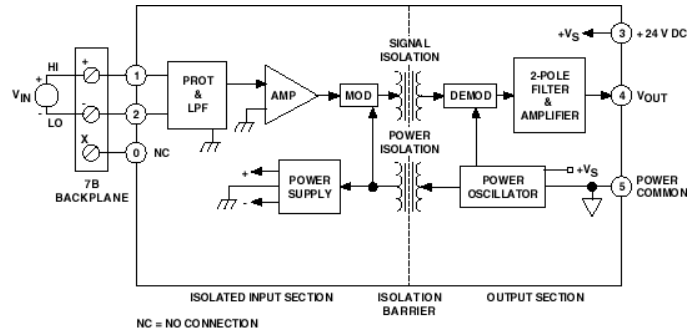 SIGNAL
ISOLATION
+VS
3
+ 24 V DC
HI
+
1
PROT
&
LPF
AMP
MOD
DEMOD
2-POLE
FILTER
&
AMPLIFIER
4
VOUT
+
VIN
-
-
2
LO
X
0
NC
POWER
ISOLATION
7B
BACKPLANE
+
-
POWER
SUPPLY
POWER
OSCILLATOR
+VS
5
POWER
COMMON
ISOLATED INPUT SECTION
ISOLATION
BARRIER
OUTPUT SECTION
NC = NO CONNECTION